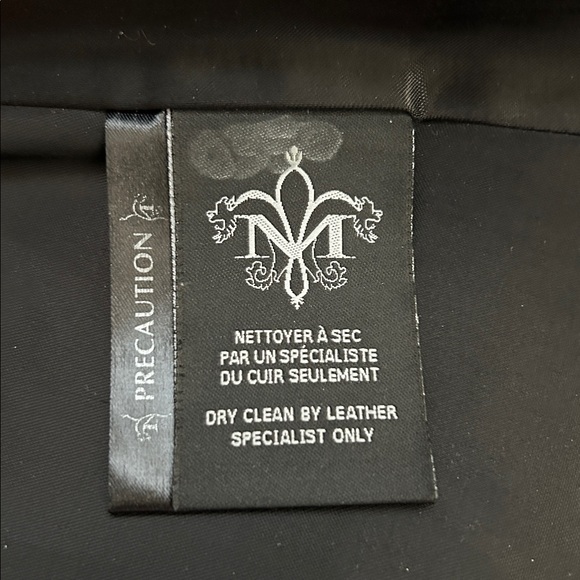 PRECAUTION
M
NETTOYER À SEC
PAR UN SPÉCIALISTE
DU CUIR SEULEMENT
DRY CLEAN BY LEATHER
SPECIALIST ONLY